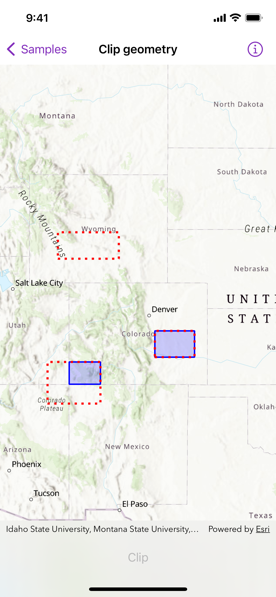 9:41
Samples
Clip geometry
North Dakota
Montana
South Dakota
Rocky Mountains
Wyoming
Great
Nebraska
Salt Lake City
UNIT
Denver
STAT
Utah
Colorado
Ka
Colorado
Plateau
Oklah
New Mexico
Arizona
Phoenix
Tucson
El Paso
Texas
Idaho State University, Montana State University,...
Powered by Esri
Clip